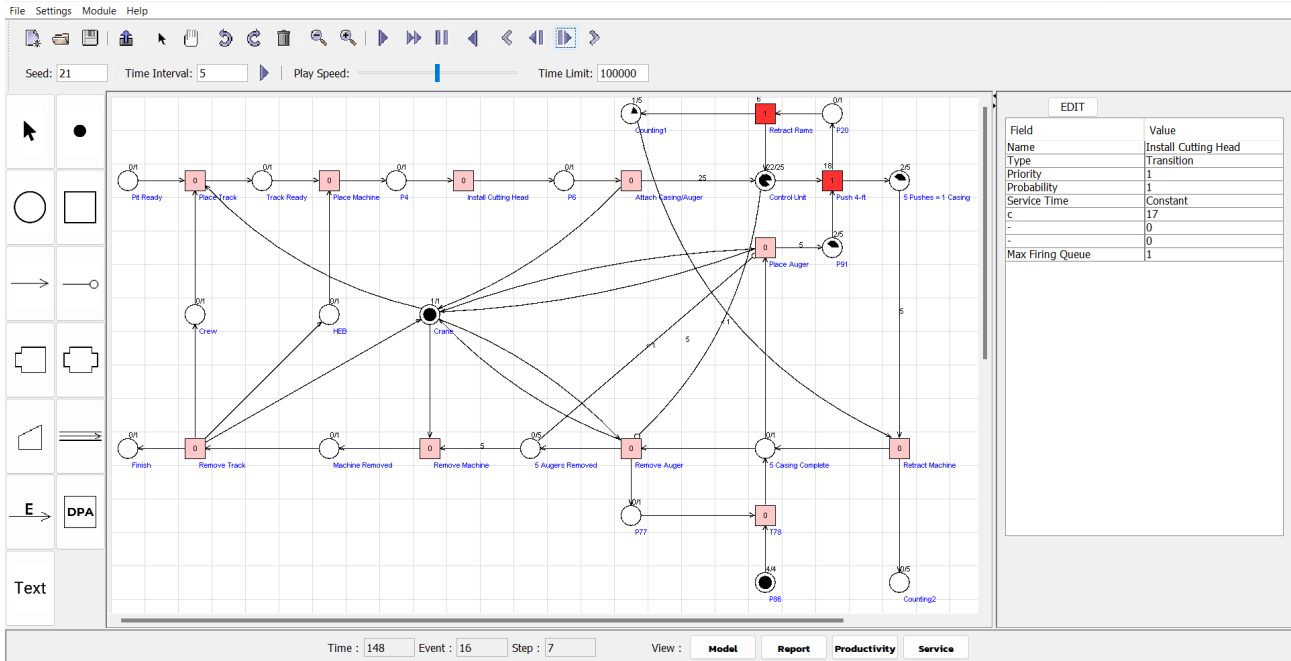 File Settings Module Help
Seed: 21 Time Interval: 5 Play Speed: Time Limit: 100000
EDIT
Field Value
Name Install Cutting Head
Type Transition
Priority 1
Probability 1
Service Time Constant
c 17
- 0
- 0
Max Firing Queue 1
1/5 6 0/1
1
Counting1 Retract Rams P20
0/1 0/1 0/1 0/1 22/25 18 2/5
0 0 0 0 25 1
Pit Ready Place Track Track Ready Place Machine P4 Install Cutting Head P6 Attach Casing/Auger Control Unit Push 4-ft 5 Pushes = 1 Casing
0 5 2/5
Place Auger P91
0/1 0/1 1/1 5
Crew HEB Crane
< 1
< 1 5
0/1 0/1 5 0/5 0/1
0 0 0 0
Finish Remove Track Machine Removed Remove Machine 5 Augers Removed Remove Auger 5 Casing Complete Retract Machine
0/1 0
P77 T78
4/4 0/5
P86 Counting2
E DPA
Text
Time : 148 Event : 16 Step : 7 View : Model Report Productivity Service